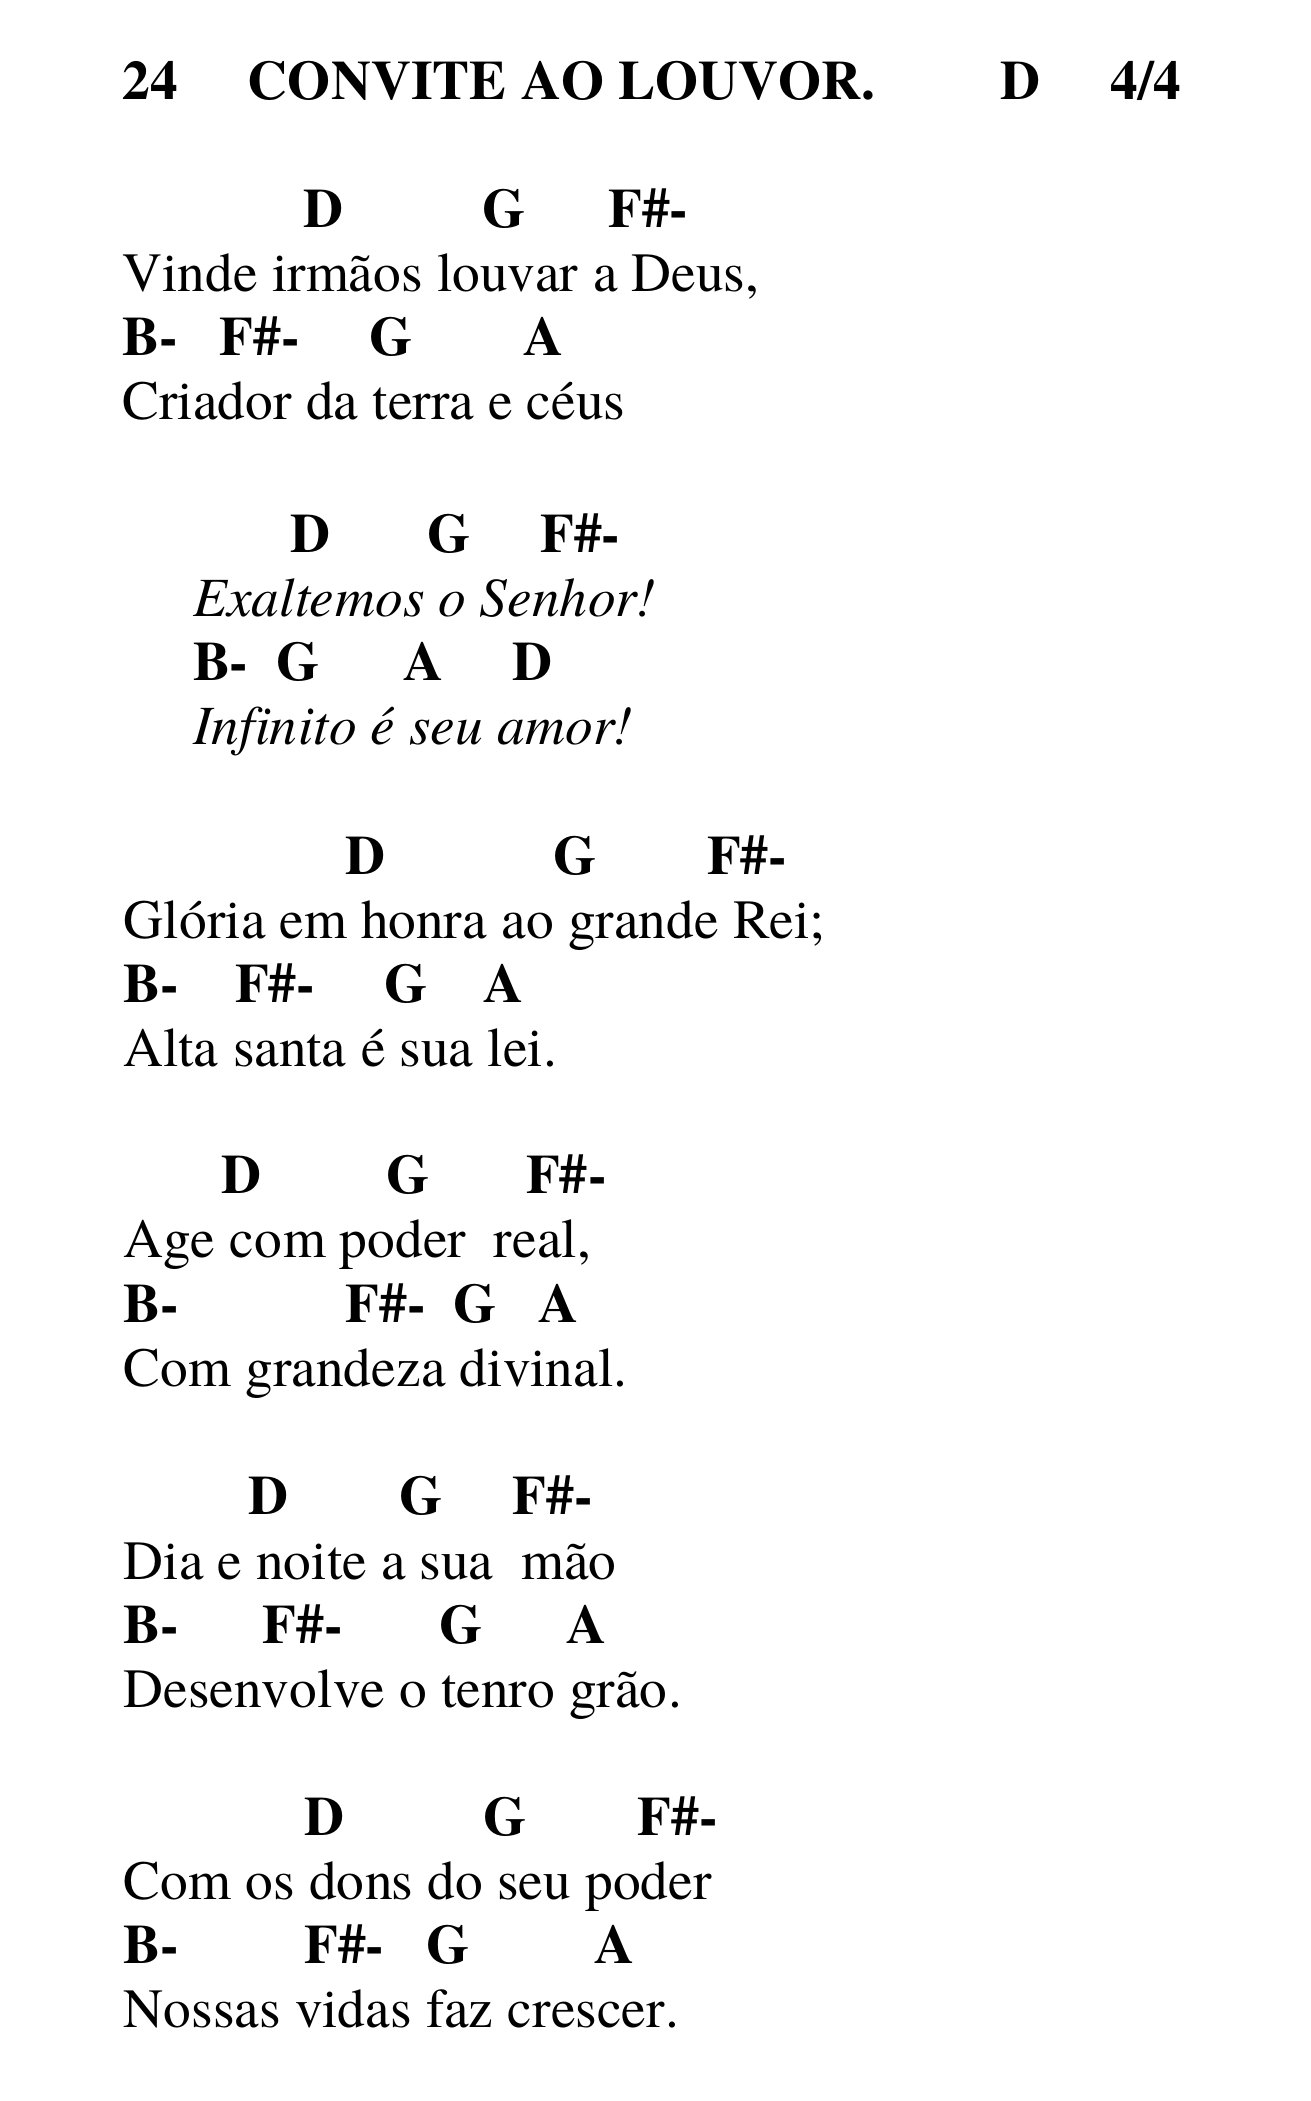 24 CONVITE AO LOUVOR. D 4/4
D G F#-
Vinde irmãos louvar a Deus,
B- F#- G A
Criador da terra e céus
D G F#-
Exaltemos o Senhor!
B- G A D
Infinito é seu amor!
D G F#-
Glória em honra ao grande Rei;
B- F#- G A
Alta santa é sua lei.
D G F#-
Age com poder real,
B- F#- G A
Com grandeza divinal.
D G F#-
Dia e noite a sua mão
B- F#- G A
Desenvolve o tenro grão.
D G F#-
Com os dons do seu poder
B- F#- G A
Nossas vidas faz crescer.